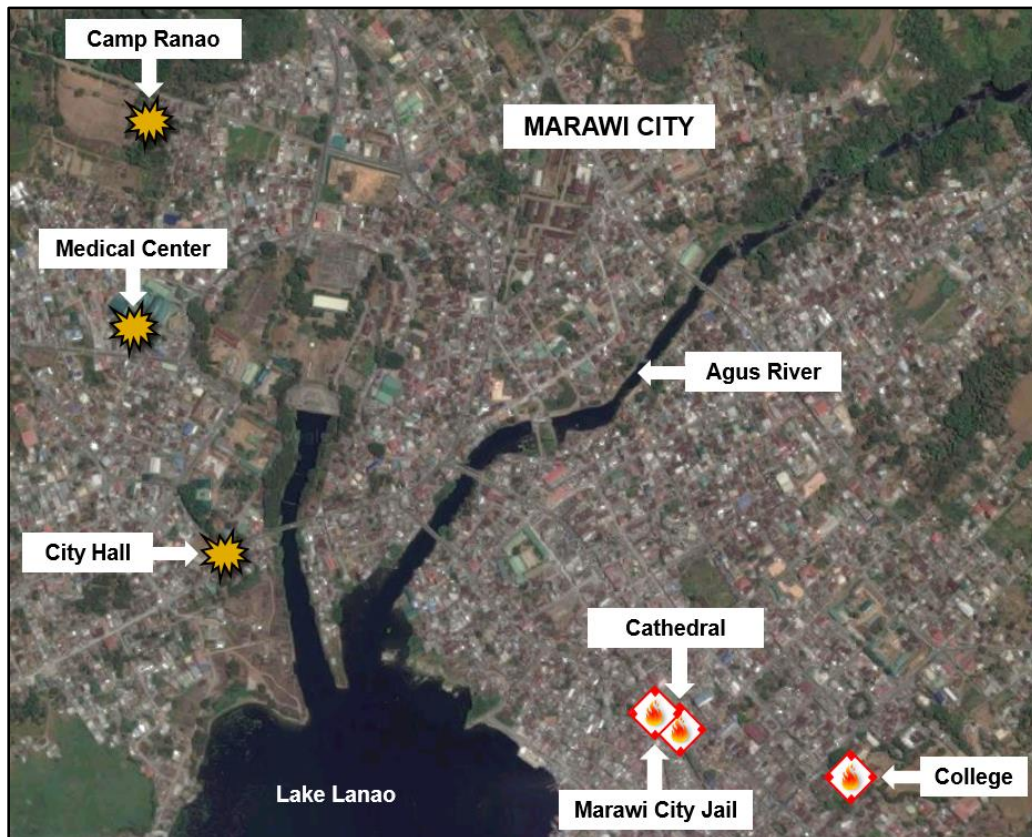 Camp Ranao
MARAWI CITY
Medical Center
Agus River
City Hall
Cathedral
Lake Lanao
Marawi City Jail
College